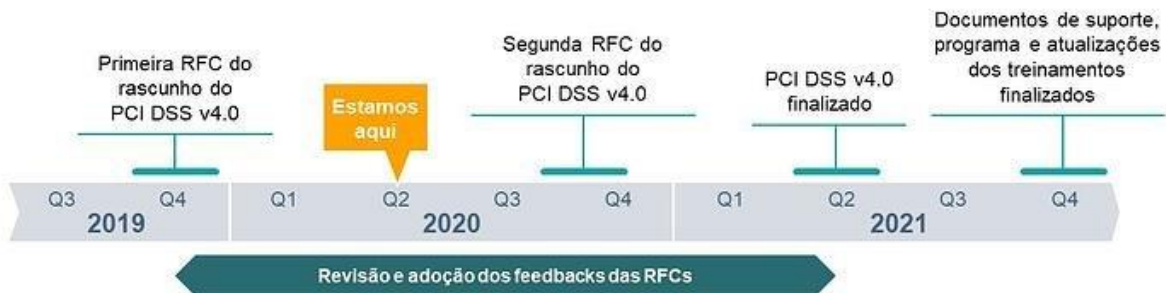 Primeira RFC do
rascunho do
PCI DSS v4.0
Estamos
aqui
Segunda RFC do
rascunho do
PCI DSS v4.0
PCI DSS v4.0
finalizado
Documentos de suporte,
programa e atualizações
dos treinamentos
finalizados
Q3 Q4 Q1 Q2 Q3 Q4 Q1 Q2 Q3 Q4
2019 2020 2021
Revisão e adoção dos feedbacks das RFCs